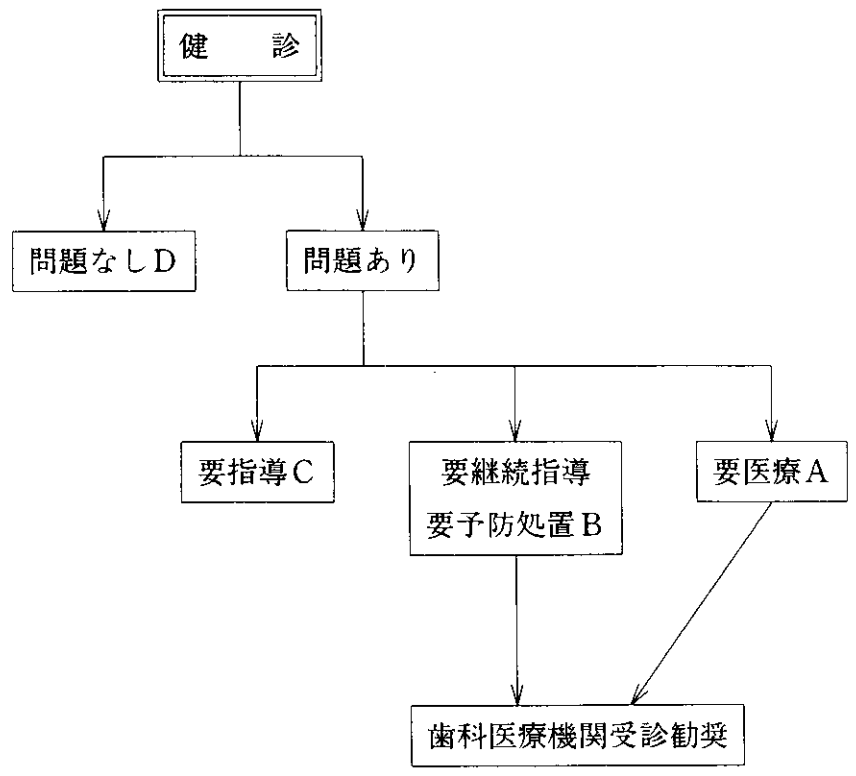 健　　診
問題なしD
問題あり
要指導C
要継続指導
要予防処置B
要医療A
歯科医療機関受診勧奨